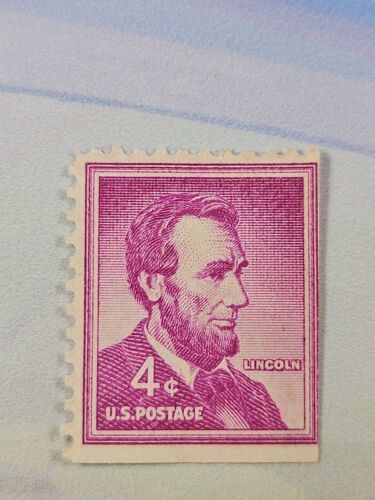 LINCOLN
4¢
U.S. POSTAGE